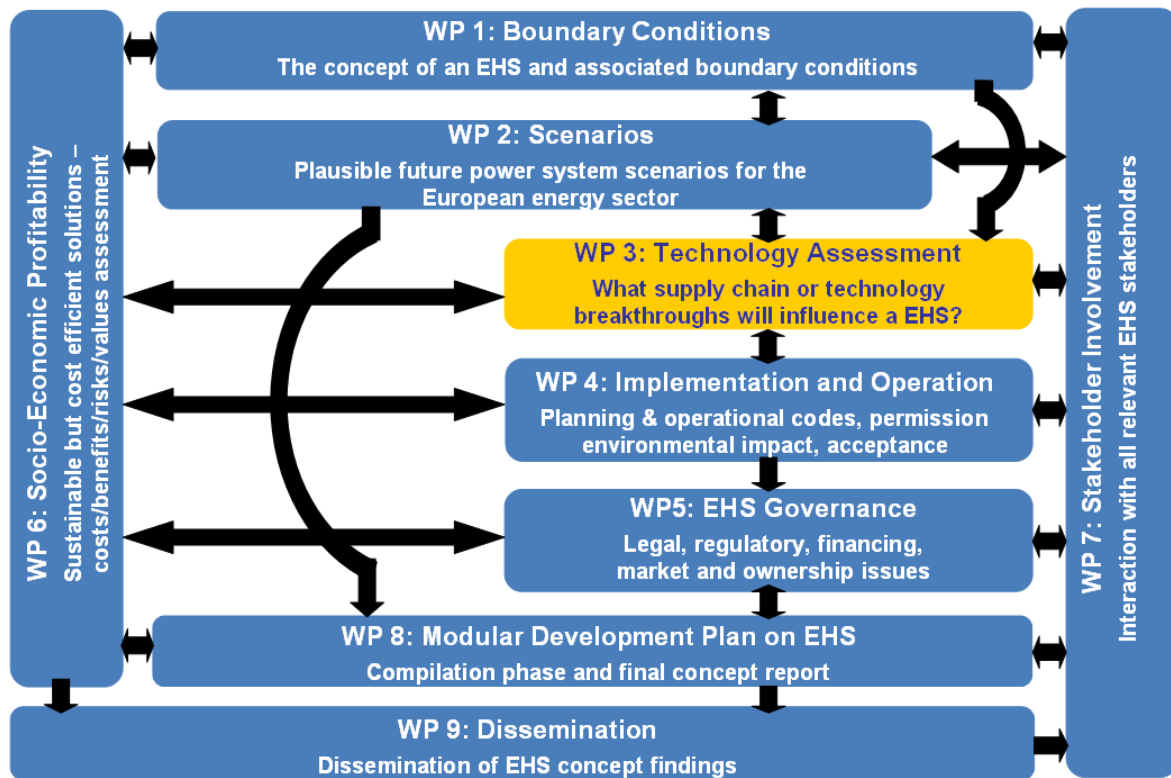 WP 1: Boundary Conditions
The concept of an EHS and associated boundary conditions
WP 2: Scenarios
Plausible future power system scenarios for the
European energy sector
WP 3: Technology Assessment
What supply chain or technology
breakthroughs will influence a EHS?
WP 4: Implementation and Operation
Planning & operational codes, permission
environmental impact, acceptance
WP5: EHS Governance
Legal, regulatory, financing,
market and ownership issues
WP 6: Socio-Economic Profitability
Sustainable but cost efficient solutions –
costs/benefits/risks/values assessment
WP 7: Stakeholder Involvement
Interaction with all relevant EHS stakeholders
WP 8: Modular Development Plan on EHS
Compilation phase and final concept report
WP 9: Dissemination
Dissemination of EHS concept findings